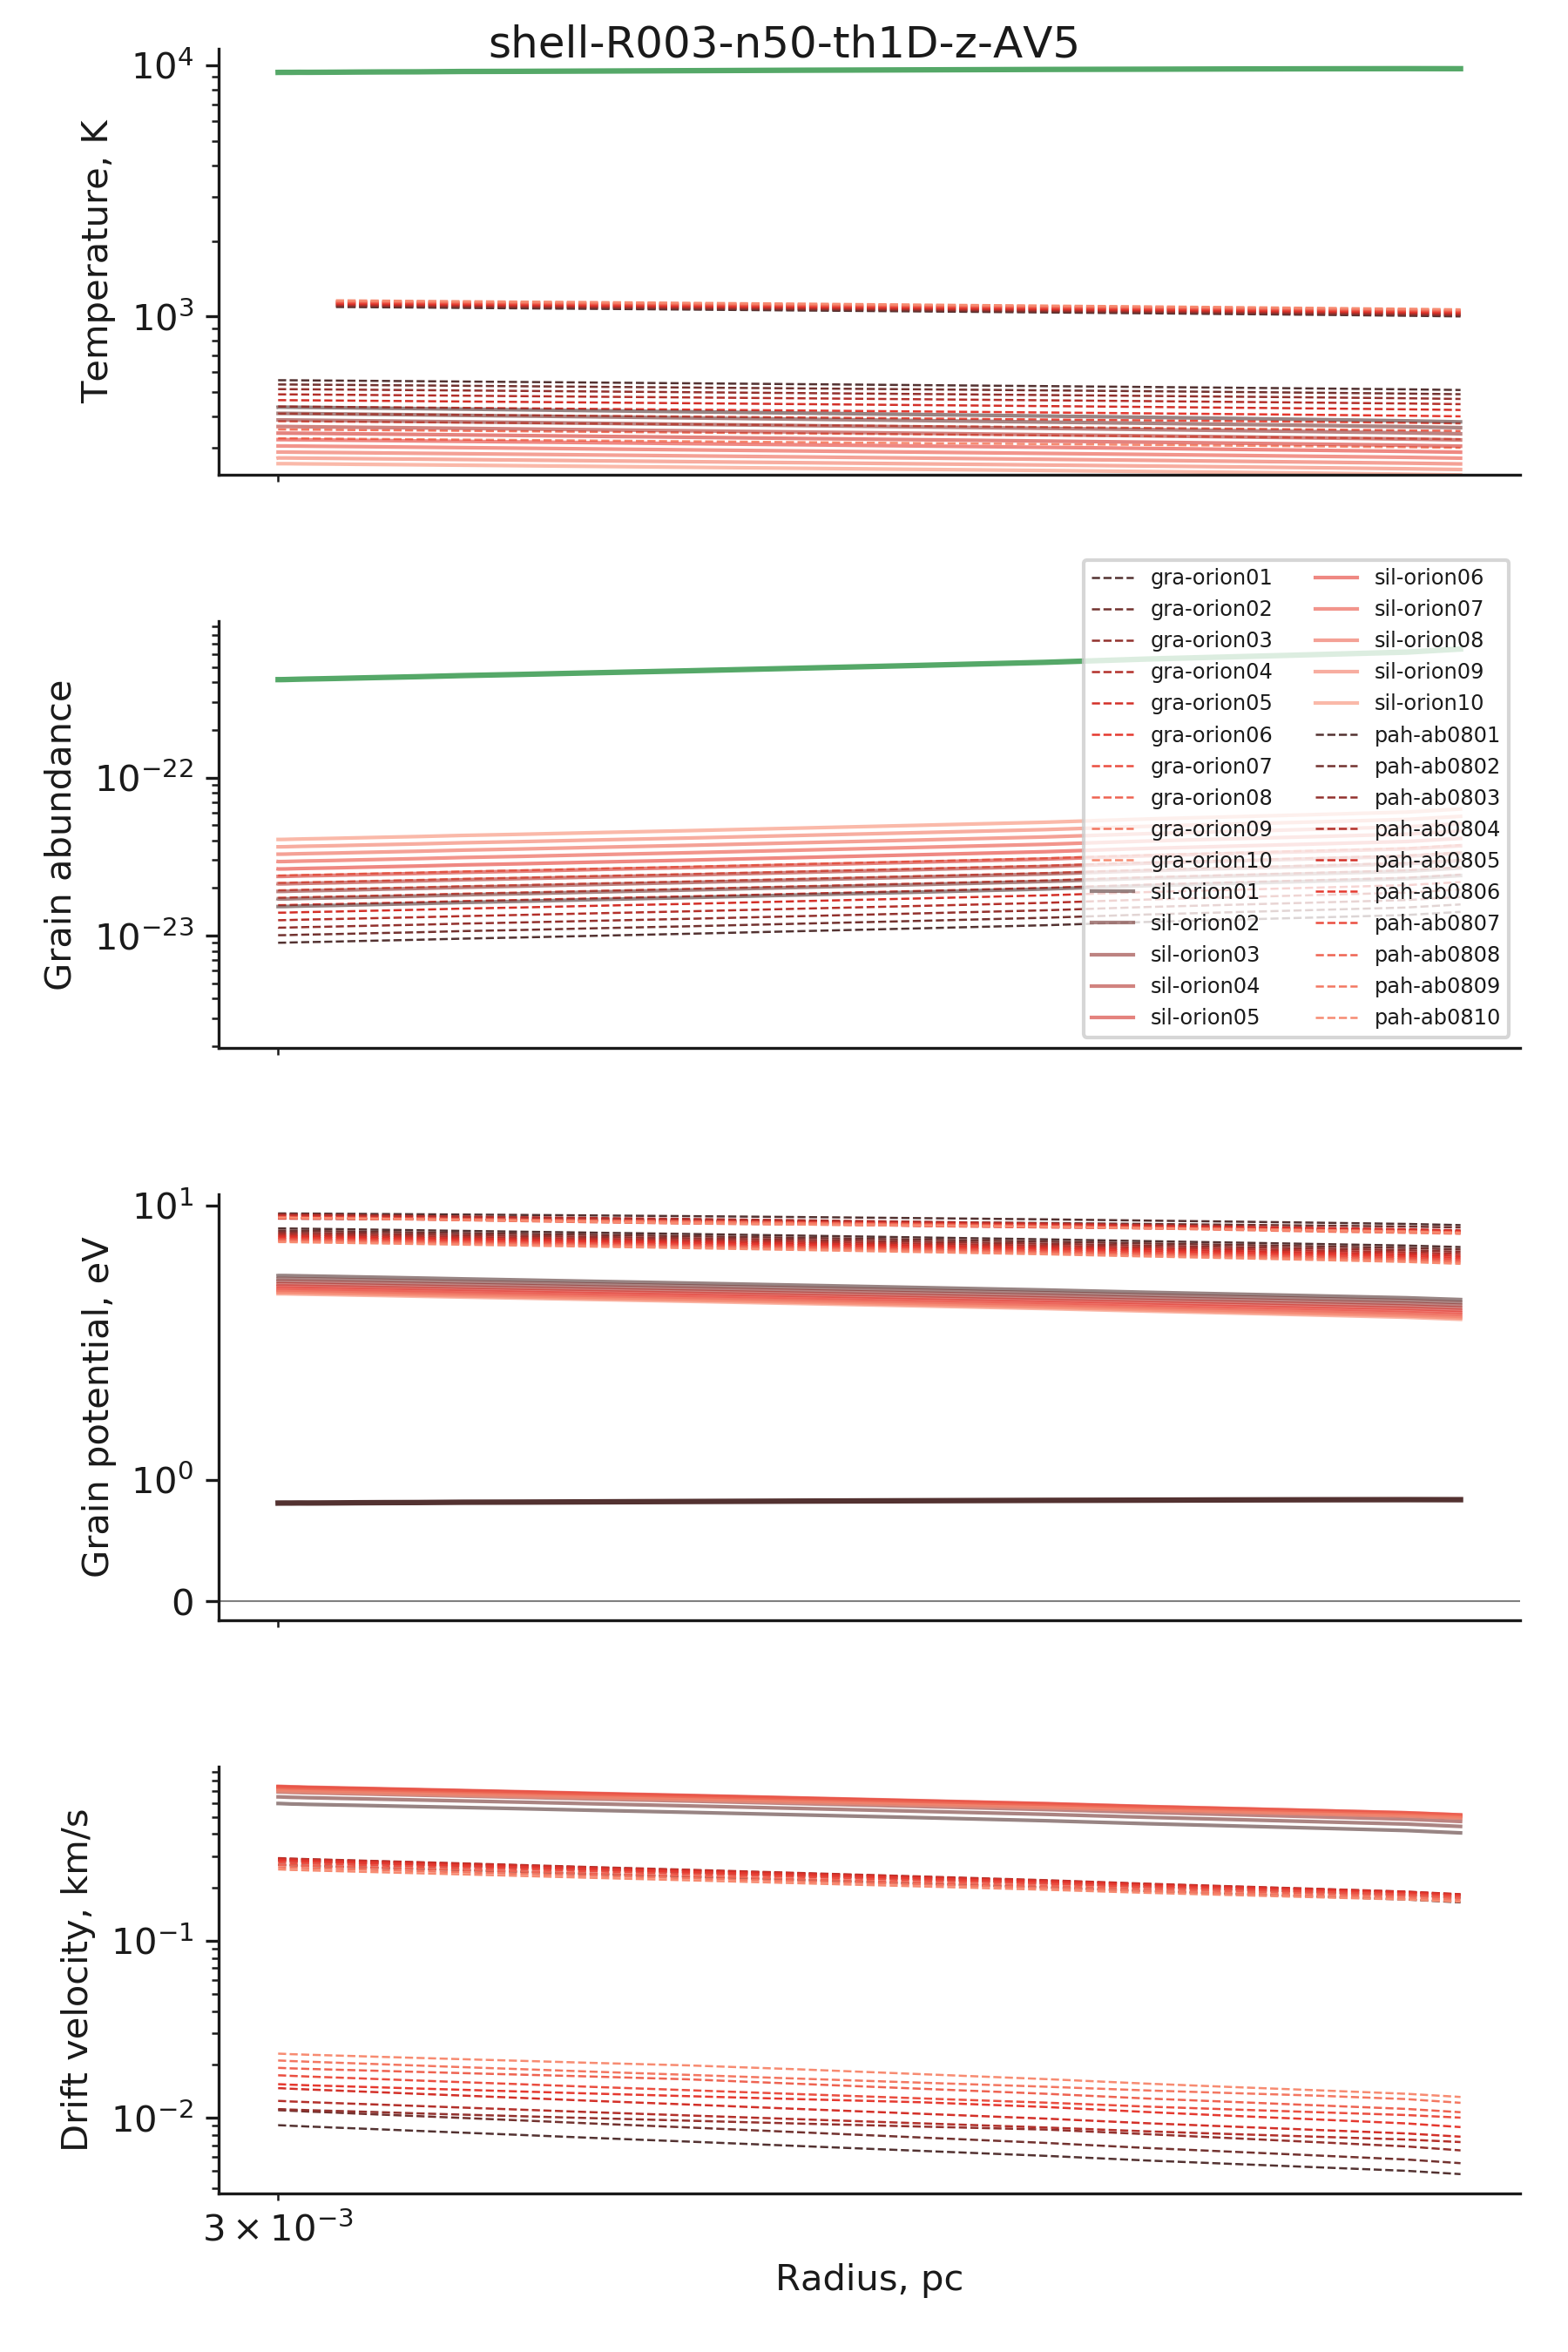 shell-R003-n50-th1D-z-AV5
10⁴
10³
Temperature, K
gra-orion01
gra-orion02
gra-orion03
gra-orion04
gra-orion05
gra-orion06
gra-orion07
gra-orion08
gra-orion09
gra-orion10
sil-orion01
sil-orion02
sil-orion03
sil-orion04
sil-orion05
sil-orion06
sil-orion07
sil-orion08
sil-orion09
sil-orion10
pah-ab0801
pah-ab0802
pah-ab0803
pah-ab0804
pah-ab0805
pah-ab0806
pah-ab0807
pah-ab0808
pah-ab0809
pah-ab0810
10⁻²²
10⁻²³
Grain abundance
10¹
10⁰
0
Grain potential, eV
10⁻¹
10⁻²
Drift velocity, km/s
3 × 10⁻³
Radius, pc